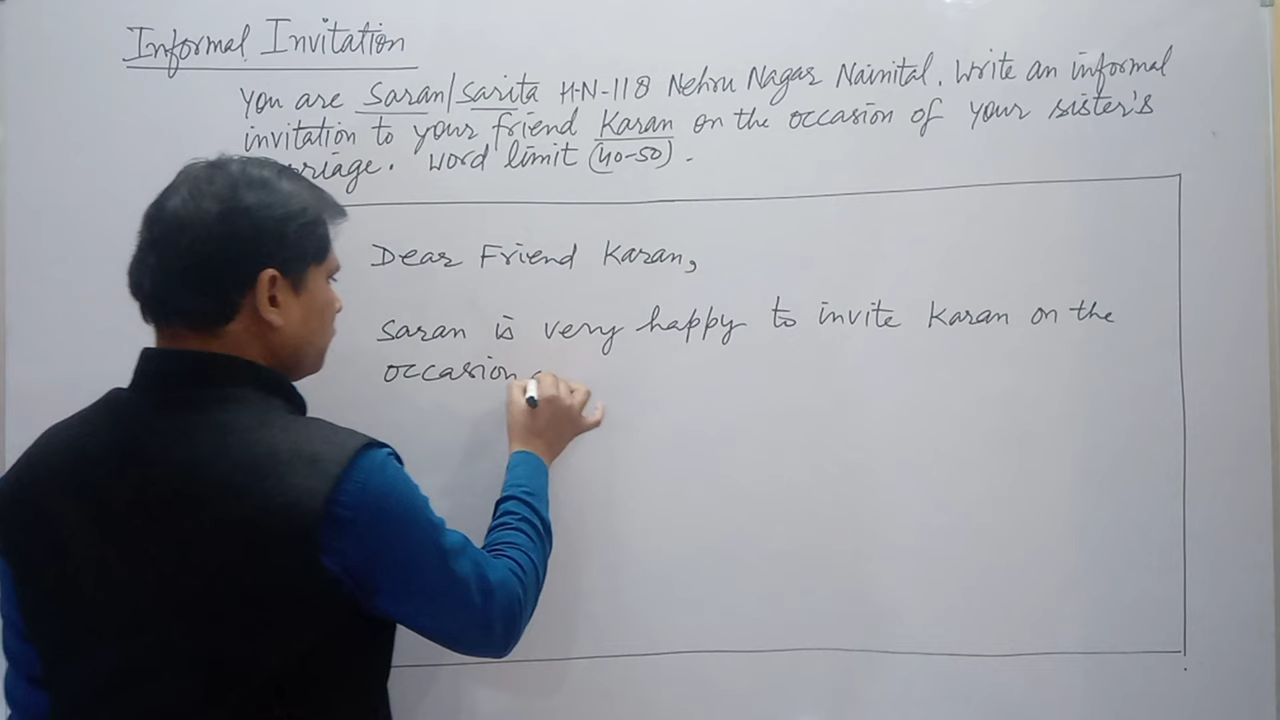 Informal Invitation
You are Saran/Sarita H-N-118 Nehru Nagar Nainital. Write an informal
invitation to your friend Karan on the occasion of your sister's
word limit (40-50).
Dear Friend Karan,
Saran is very happy to invite Karan on the
occasion